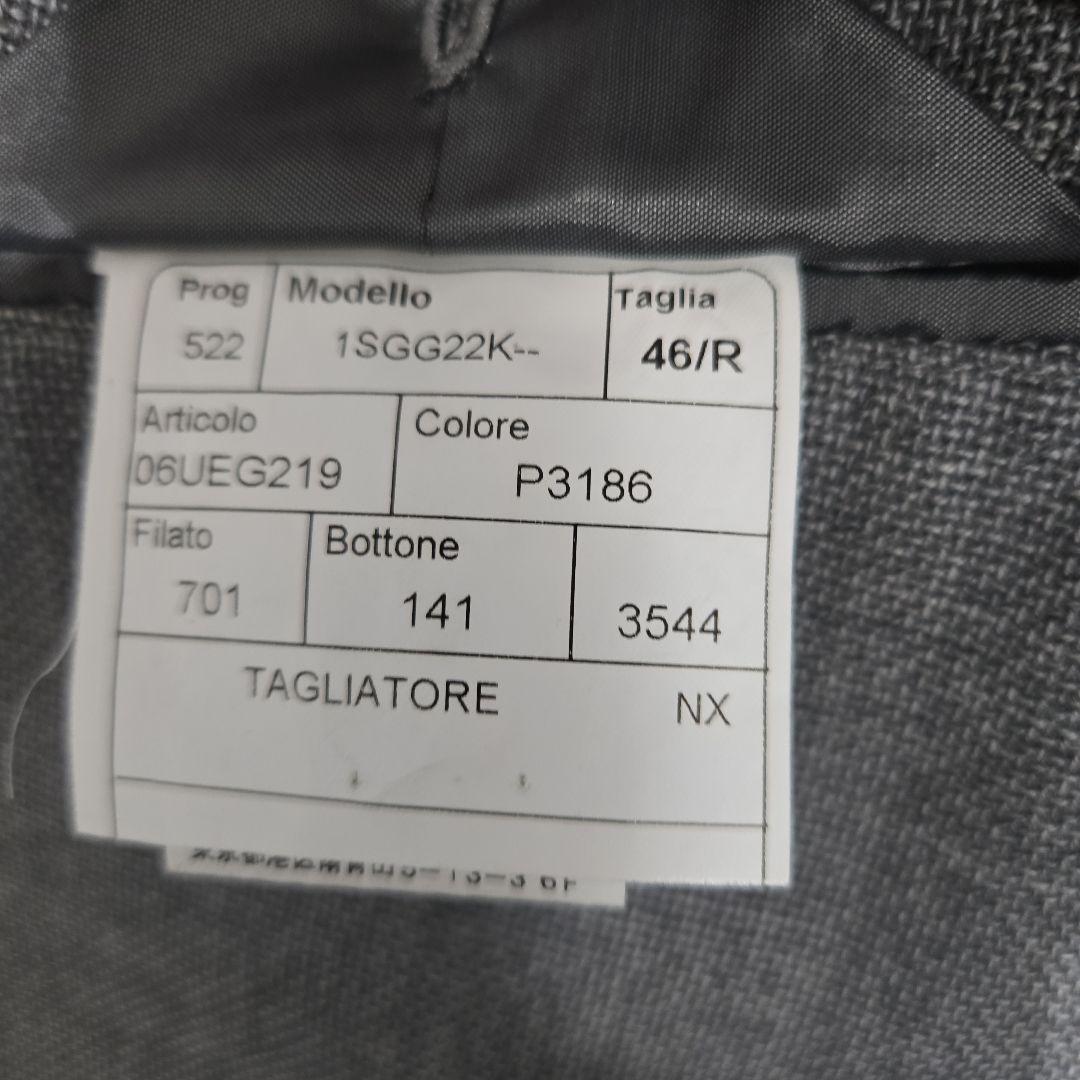 Prog Modello Taglia
522 1SGG22K-- 46/R
Articolo Colore
06UEG219 P3186
Filato Bottone
701 141 3544
TAGLIATORE NX